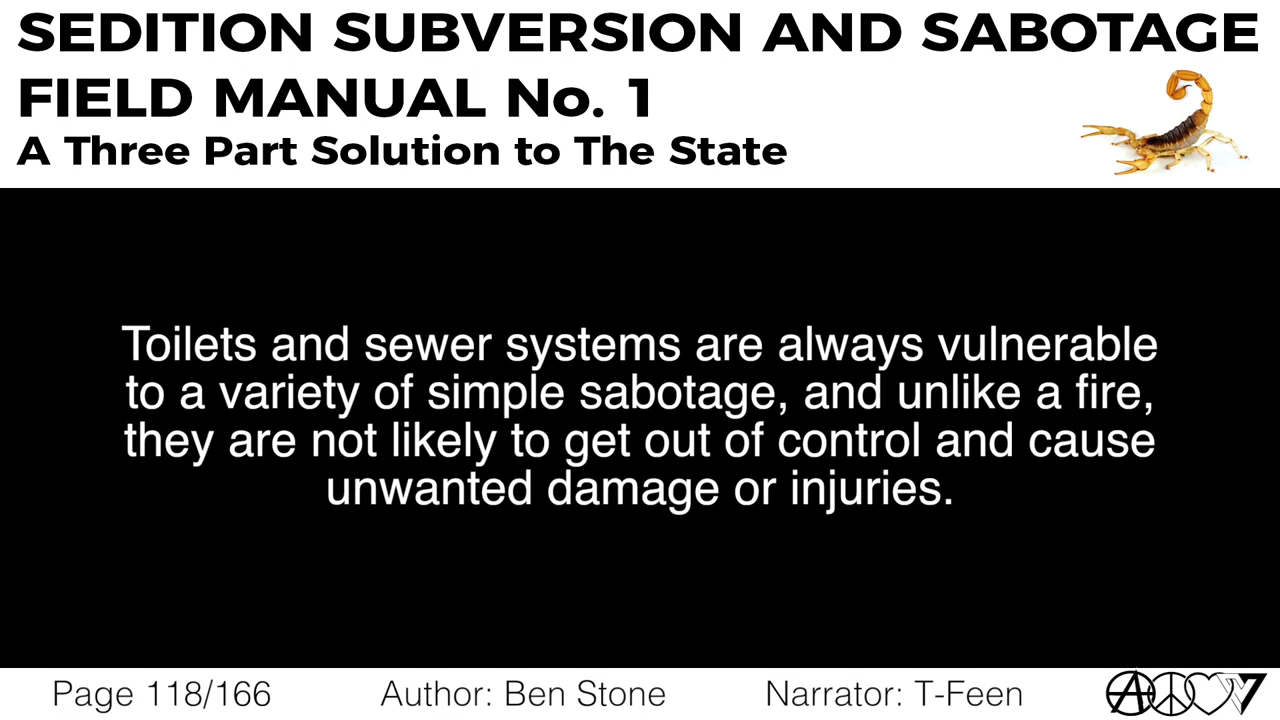 SEDITION SUBVERSION AND SABOTAGE
FIELD MANUAL No. 1
A Three Part Solution to The State
Toilets and sewer systems are always vulnerable
to a variety of simple sabotage, and unlike a fire,
they are not likely to get out of control and cause
unwanted damage or injuries.
Page 118/166
Author: Ben Stone
Narrator: T-Feen